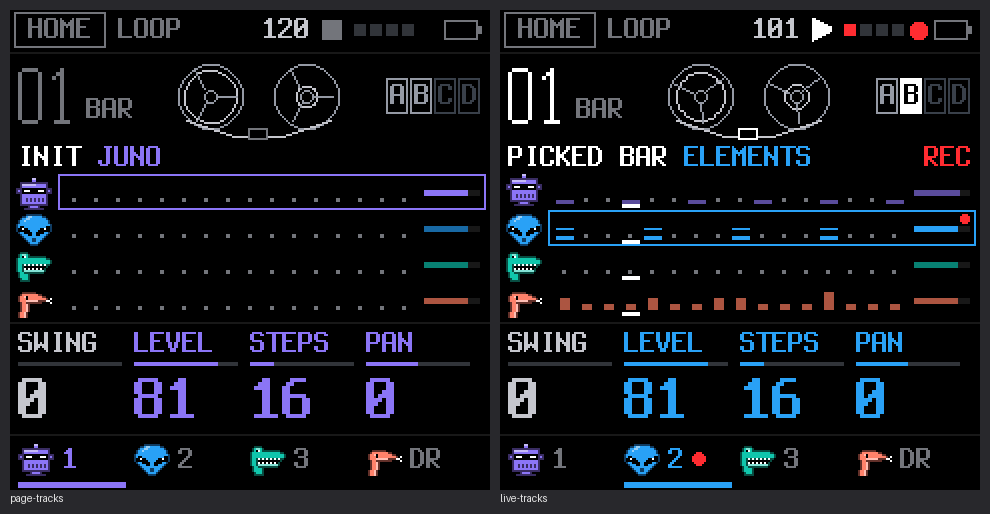 HOME LOOP 120
01 BAR A B C D
INIT JUNO
SWING LEVEL STEPS PAN
0 81 16 0
1 2 3 DR
page-tracks
HOME LOOP 101
01 BAR A B C D
PICKED BAR ELEMENTS REC
SWING LEVEL STEPS PAN
0 81 16 0
1 2 3 DR
live-tracks